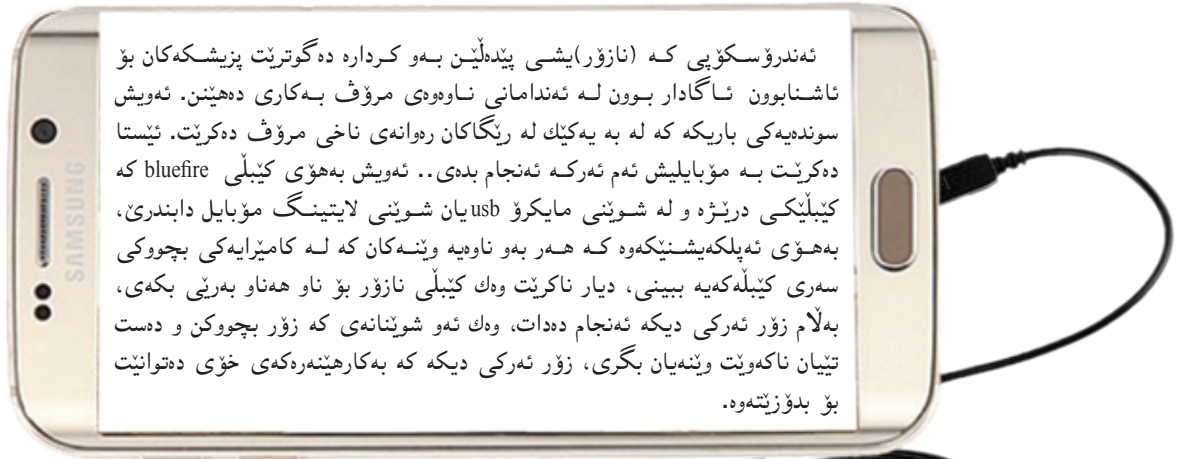 ئەندرۆسکۆپی کە (نازۆر)یشی پێدەڵێن بەو کردارە دەگوترێت پزیشکەکان بۆ
ئاشنابوون ئاگادار بوون لە ئەندامانی ناوەوەی مرۆڤ بەکاری دەهێنن. ئەویش
سوندەیەکی باریکە کە لە بە یەکێك لە رێگاکان رەوانەی ناخی مرۆڤ دەکرێت. ئێستا
دەکرێت بە مۆبایلیش ئەم ئەرکە ئەنجام بدەی.. ئەویش بەهۆی کێبڵی bluefire کە
کێبڵێکی درێژە و لە شوێنی مایکرۆ usb یان شوێنی لایتینگ مۆبایل دابندرێ،
بەهۆی ئەپلکەیشنێکەوە کە هەر بەو ناوەیە وێنەکان کە لە کامێرایەکی بچووکی
سەری کێبڵەکەیە ببینی، دیار ناکرێت وەك کێبڵی نازۆر بۆ ناو هەناو بەرێی بکەی،
بەڵام زۆر ئەرکی دیکە ئەنجام دەدات، وەك ئەو شوێنانەی کە زۆر بچووکن و دەست
تێیان ناکەوێت وێنەیان بگری، زۆر ئەرکی دیکە کە بەکارهێنەرەکەی خۆی دەتوانێت
بۆ بدۆزێتەوە.
SAMSUNG